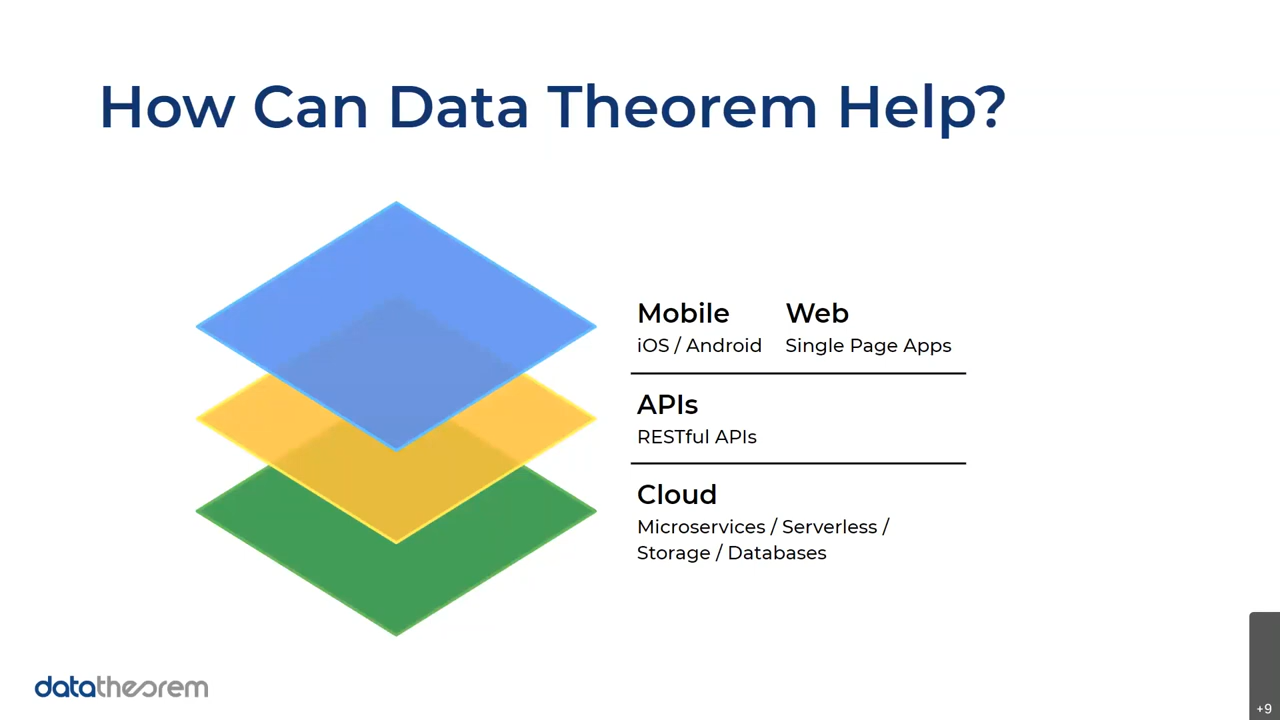 How Can Data Theorem Help?
Mobile
Web
iOS / Android
Single Page Apps
APIs
RESTful APIs
Cloud
Microservices / Serverless /
Storage / Databases
datatheorem
+9